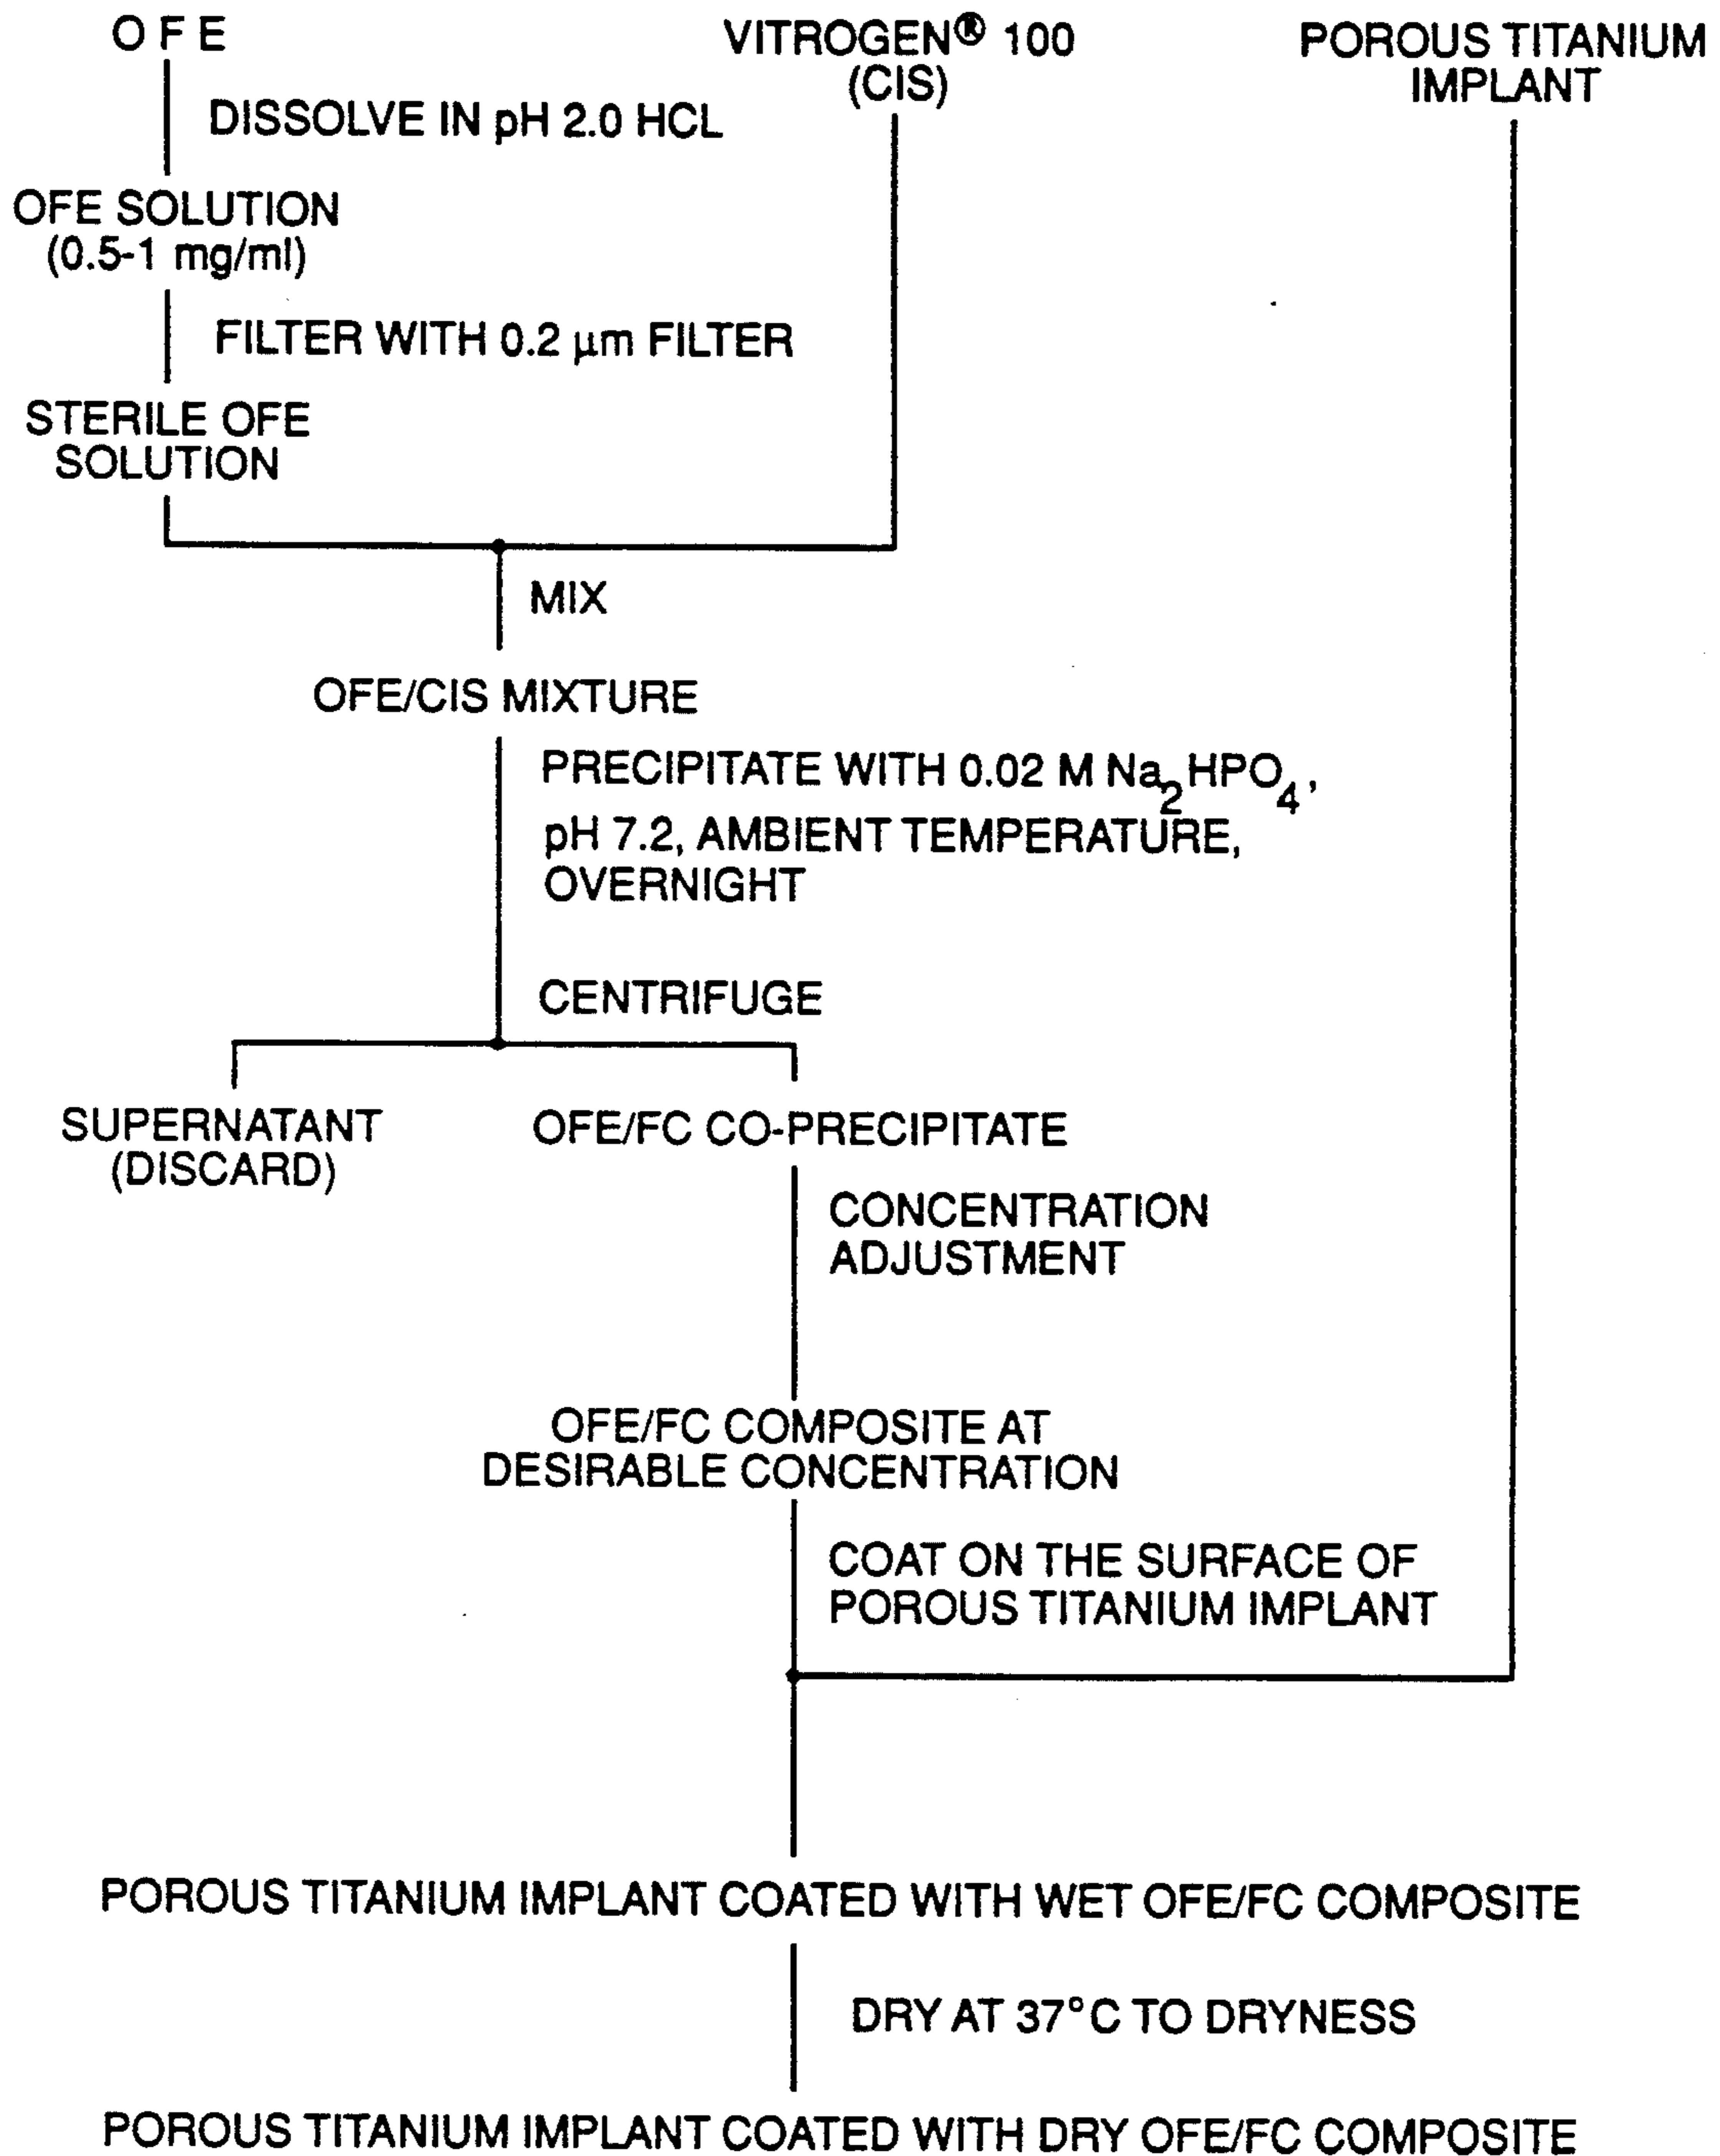 O F E
VITROGEN® 100
(CIS)
POROUS TITANIUM
IMPLANT
DISSOLVE IN pH 2.0 HCL
OFE SOLUTION
(0.5-1 mg/ml)
FILTER WITH 0.2 μm FILTER
STERILE OFE
SOLUTION
MIX
OFE/CIS MIXTURE
PRECIPITATE WITH 0.02 M Na₂HPO₄,
pH 7.2, AMBIENT TEMPERATURE,
OVERNIGHT
CENTRIFUGE
SUPERNATANT
(DISCARD)
OFE/FC CO-PRECIPITATE
CONCENTRATION
ADJUSTMENT
OFE/FC COMPOSITE AT
DESIRABLE CONCENTRATION
COAT ON THE SURFACE OF
POROUS TITANIUM IMPLANT
POROUS TITANIUM IMPLANT COATED WITH WET OFE/FC COMPOSITE
DRY AT 37°C TO DRYNESS
POROUS TITANIUM IMPLANT COATED WITH DRY OFE/FC COMPOSITE